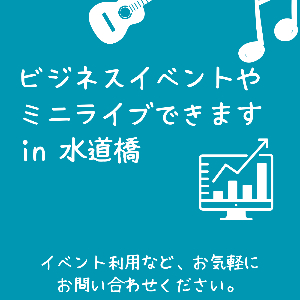 ビジネスイベントや
ミニライブできます
in 水道橋
イベント利用など、お気軽に
お問い合わせください。